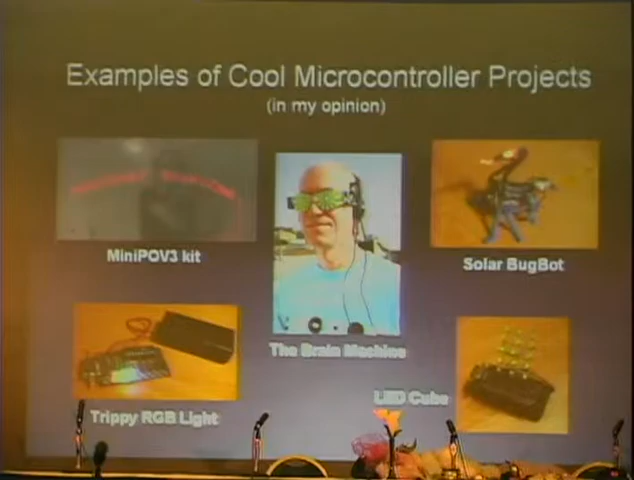 Examples of Cool Microcontroller Projects
(in my opinion)
MiniPOV3 kit
Solar BugBot
The Brain Machine
LED Cube
Trippy RGB Light